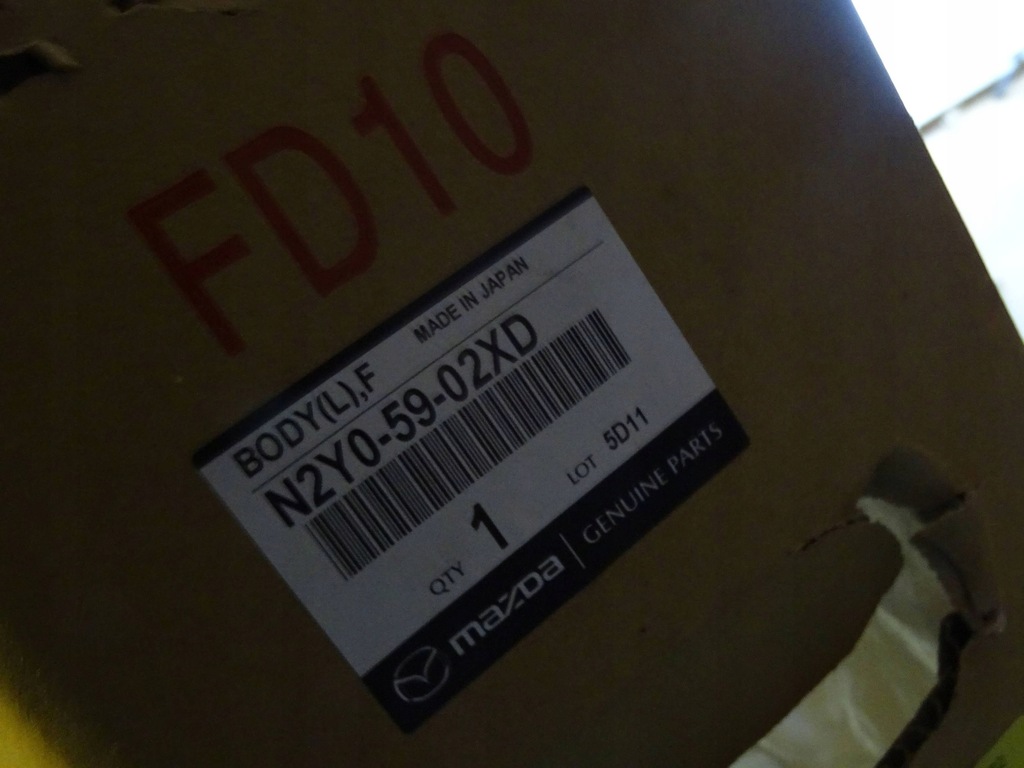 FD10
BODY(L),F MADE IN JAPAN
N2Y0-59-02XD
QTY 1 LOT 5D11
mazda | GENUINE PARTS